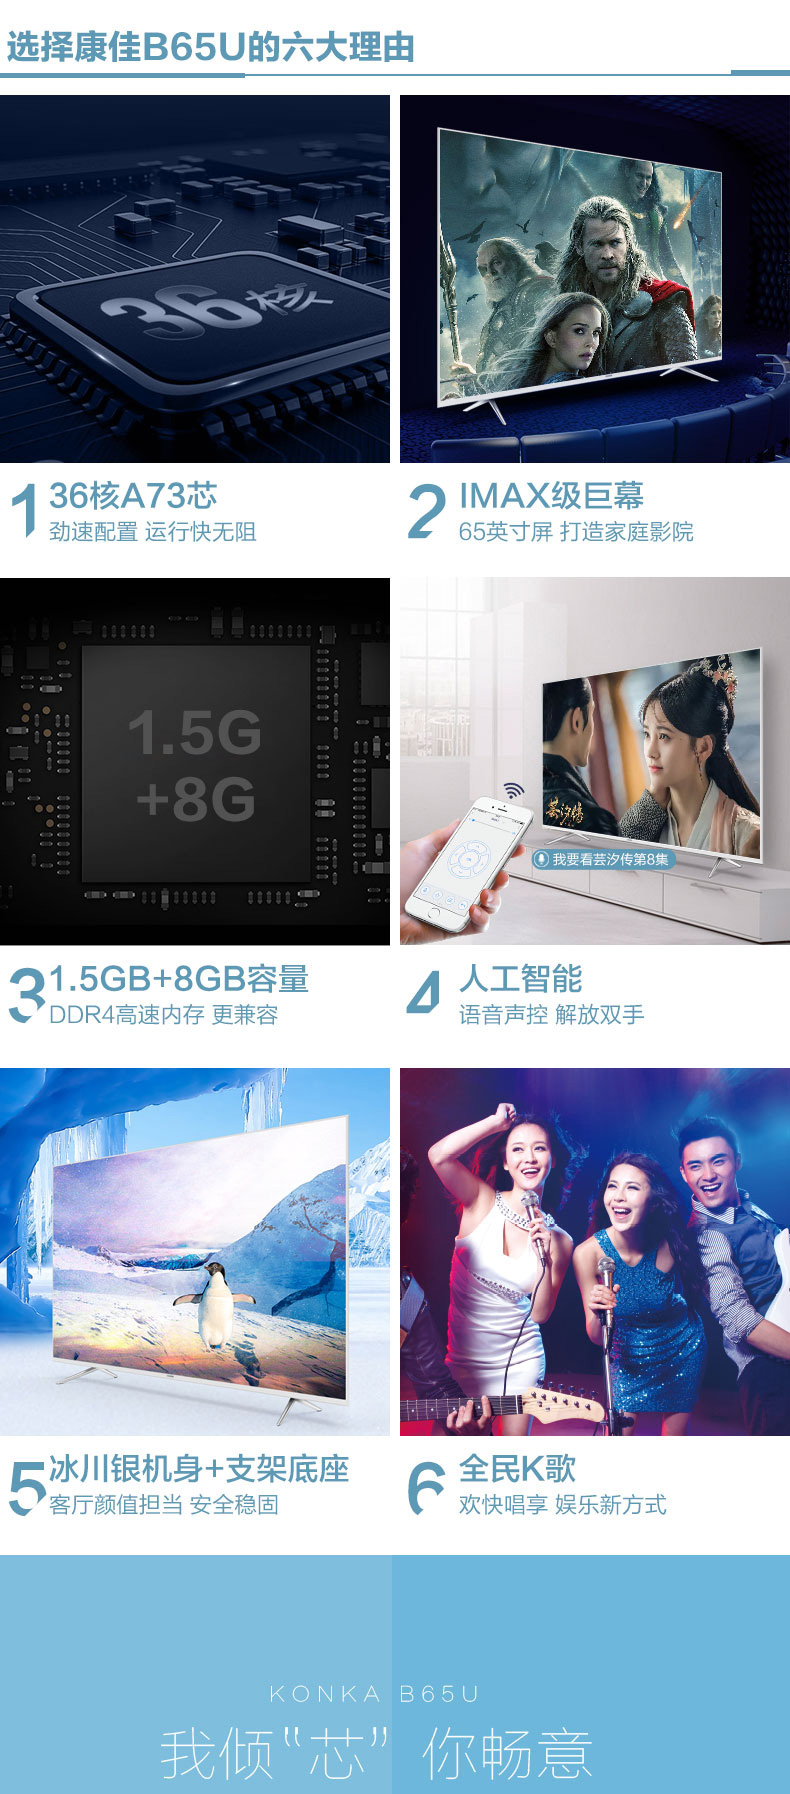 选择康佳B65U的六大理由
36核
1
36核A73芯
劲速配置 运行快无阻
2
IMAX级巨幕
65英寸屏 打造家庭影院
1.5G
+8G
芸汐传
我要看芸汐传第8集
3
1.5GB+8GB容量
DDR4高速内存 更兼容
4
人工智能
语音声控 解放双手
5
冰川银机身+支架底座
客厅颜值担当 安全稳固
6
全民K歌
欢快唱享 娱乐新方式
KONKA B65U
我倾“芯” 你畅意